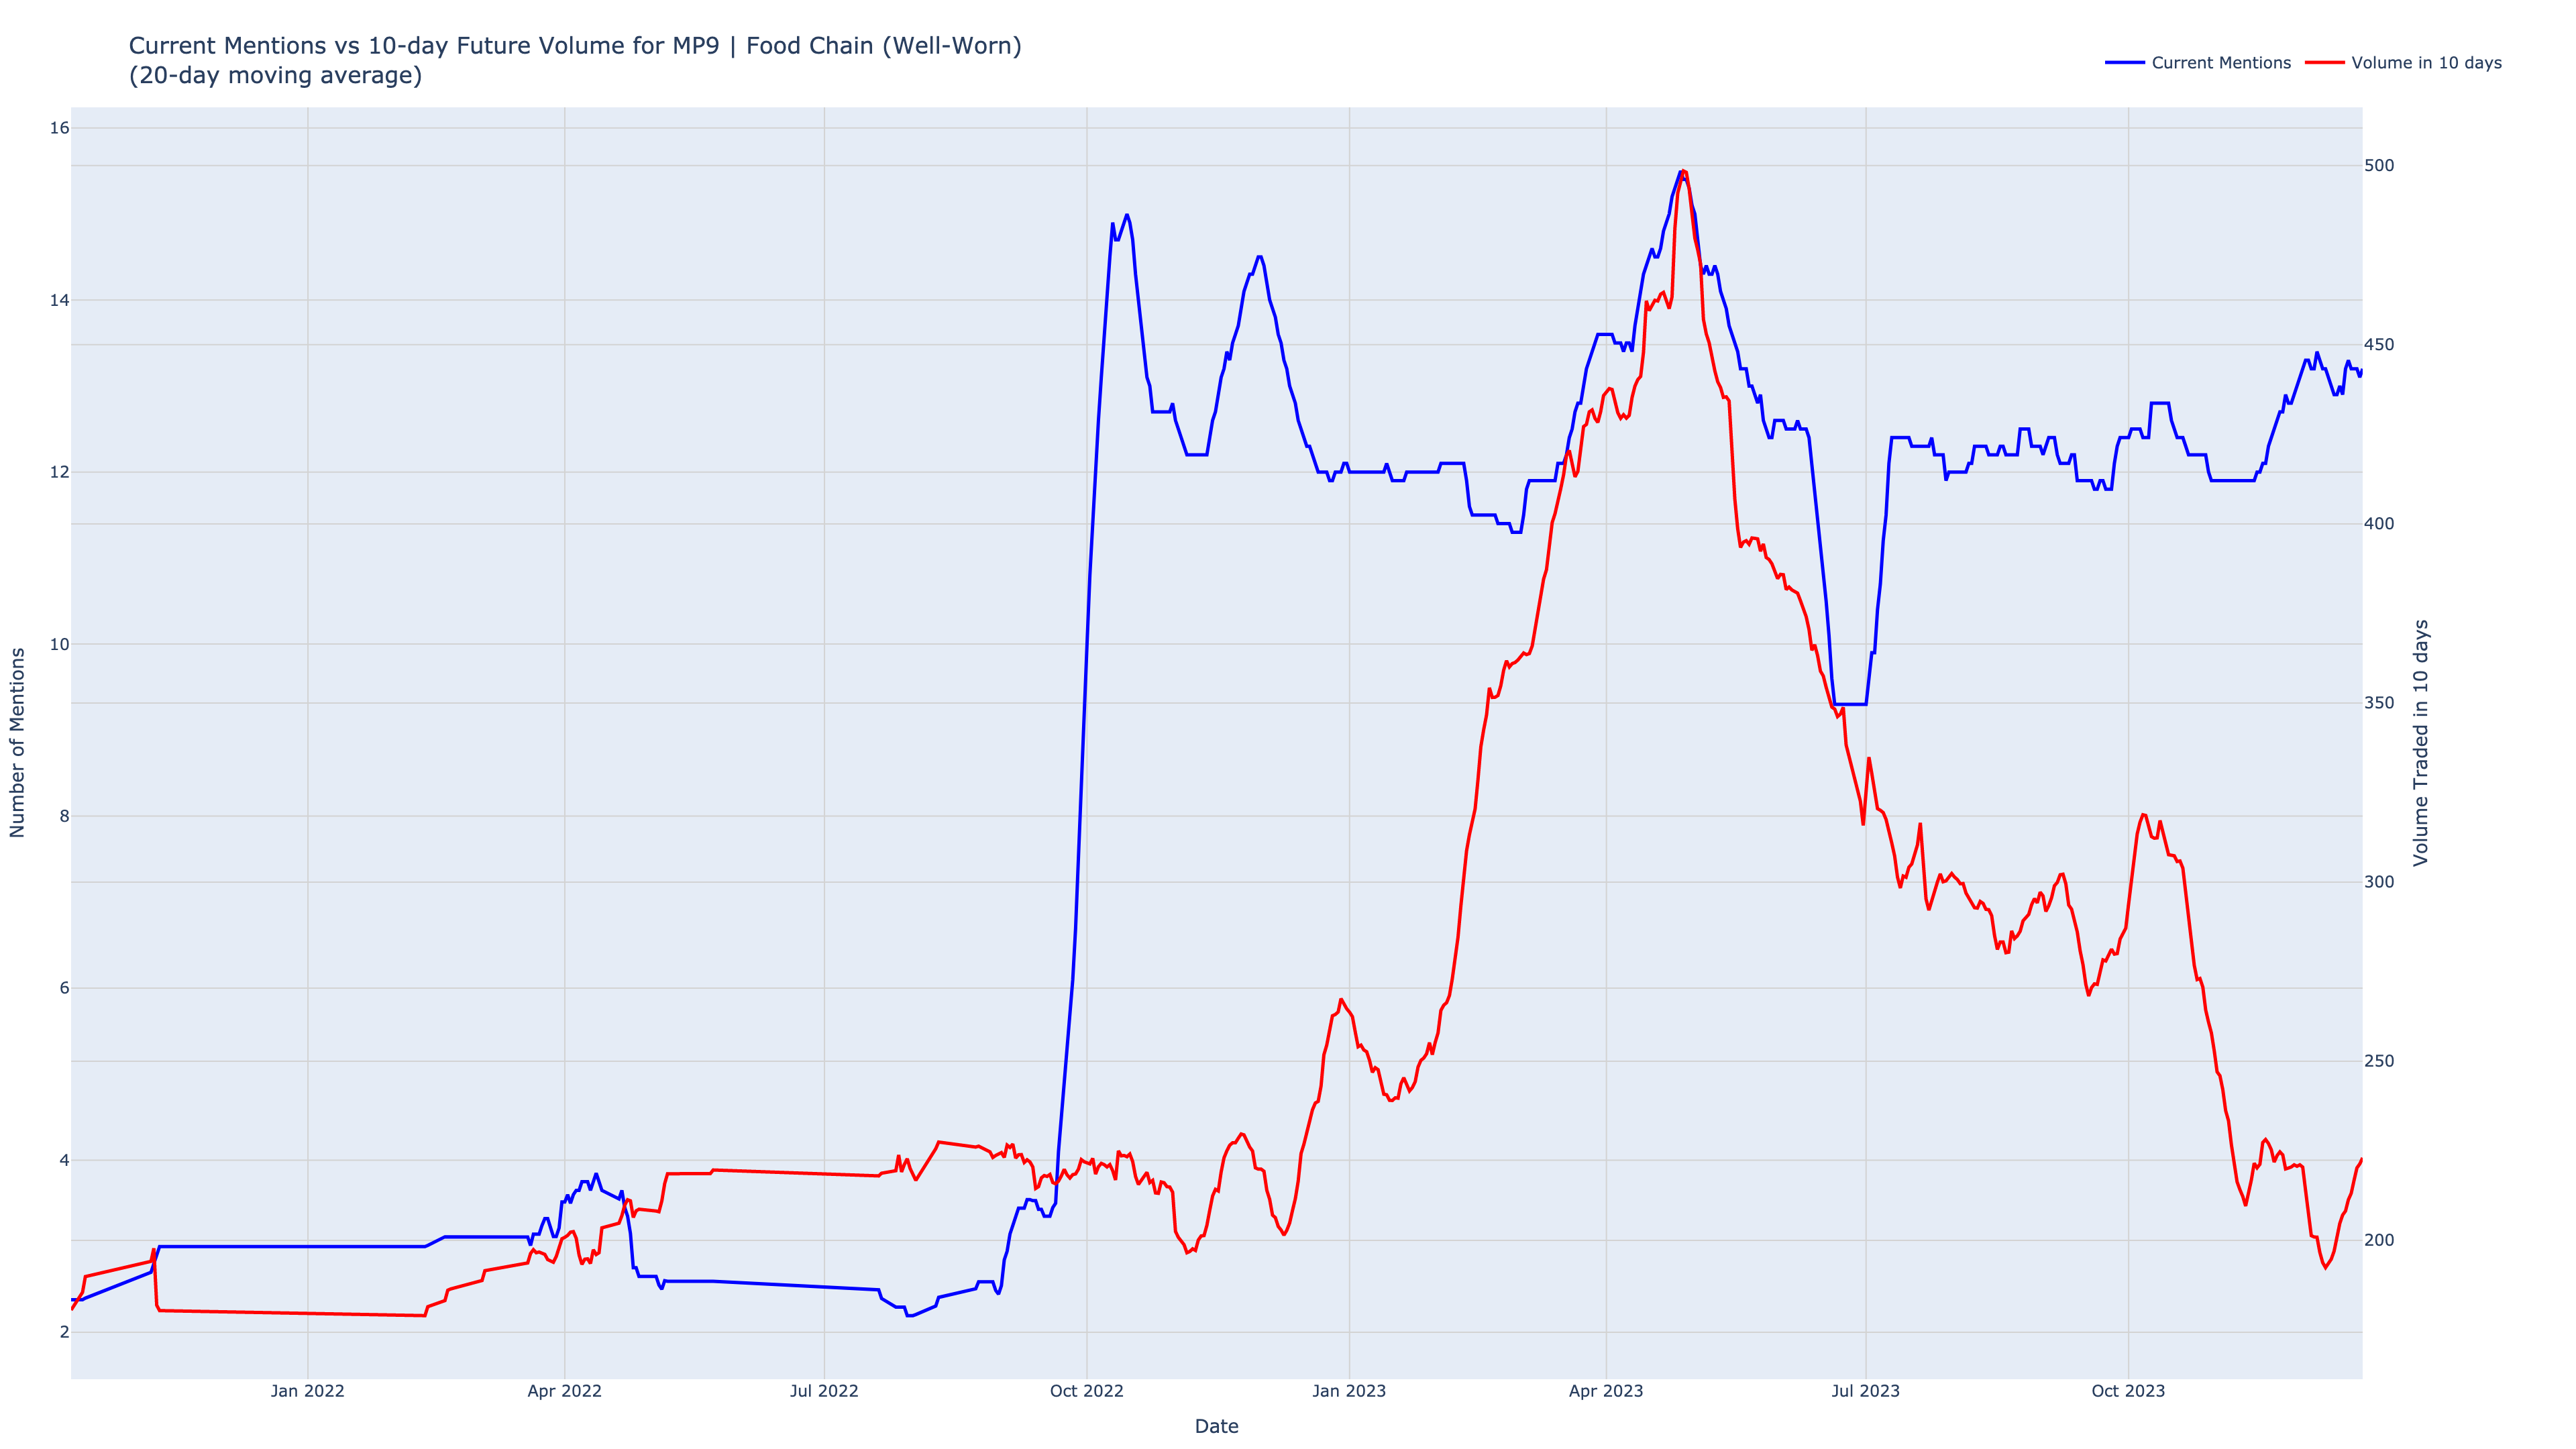 Current Mentions vs 10-day Future Volume for MP9 | Food Chain (Well-Worn)
(20-day moving average)
Current Mentions
Volume in 10 days
16
14
12
10
8
6
4
2
Number of Mentions
500
450
400
350
300
250
200
Volume Traded in 10 days
Jan 2022
Apr 2022
Jul 2022
Oct 2022
Jan 2023
Apr 2023
Jul 2023
Oct 2023
Date